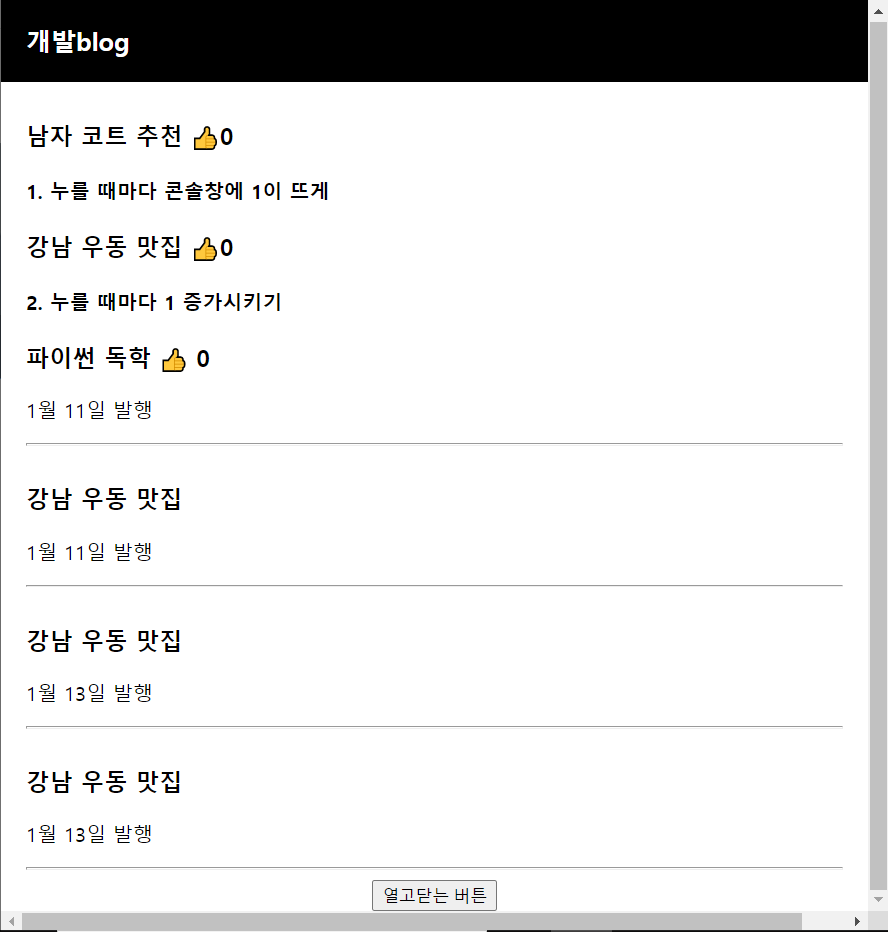 개발blog
남자 코트 추천 👍0
1. 누를 때마다 콘솔창에 1이 뜨게
강남 우동 맛집 👍0
2. 누를 때마다 1 증가시키기
파이썬 독학 👍 0
1월 11일 발행
강남 우동 맛집
1월 11일 발행
강남 우동 맛집
1월 13일 발행
강남 우동 맛집
1월 13일 발행
열고닫는 버튼